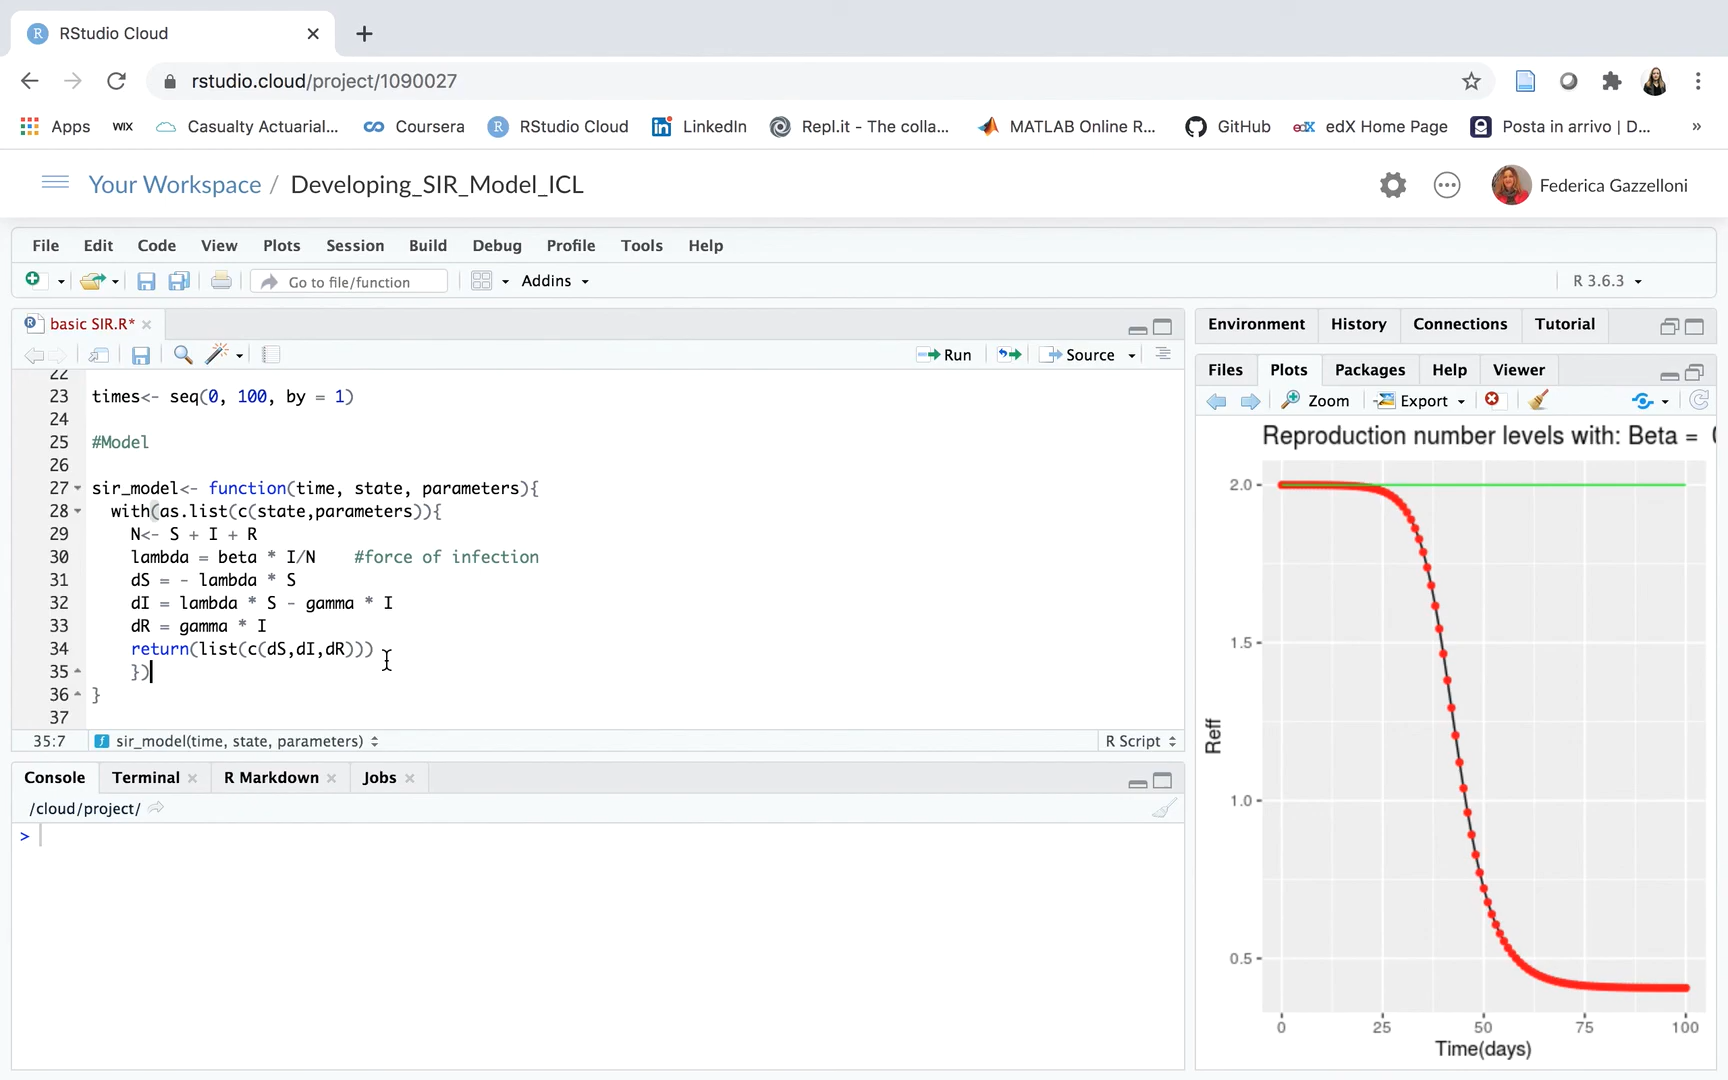 RStudio Cloud
rstudio.cloud/project/1090027
Apps WIX Casualty Actuarial... Coursera RStudio Cloud LinkedIn Repl.it - The colla... MATLAB Online R... GitHub edX Home Page Posta in arrivo | D... »
Your Workspace / Developing_SIR_Model_ICL Federica Gazzelloni
File Edit Code View Plots Session Build Debug Profile Tools Help
Go to file/function Addins R 3.6.3
basic SIR.R*
Run Source
22
23 times<- seq(0, 100, by = 1)
24
25 #Model
26
27 sir_model<- function(time, state, parameters){
28 with(as.list(c(state,parameters)){
29 N<- S + I + R
30 lambda = beta * I/N #force of infection
31 dS = - lambda * S
32 dI = lambda * S - gamma * I
33 dR = gamma * I
34 return(list(c(dS,dI,dR)))
35 })
36 }
37
35:7 sir_model(time, state, parameters) R Script
Console Terminal R Markdown Jobs
/cloud/project/
>
Environment History Connections Tutorial
Files Plots Packages Help Viewer
Zoom Export
Reproduction number levels with: Beta =
2.0
1.5
1.0
0.5
Reff
0 25 50 75 100
Time(days)